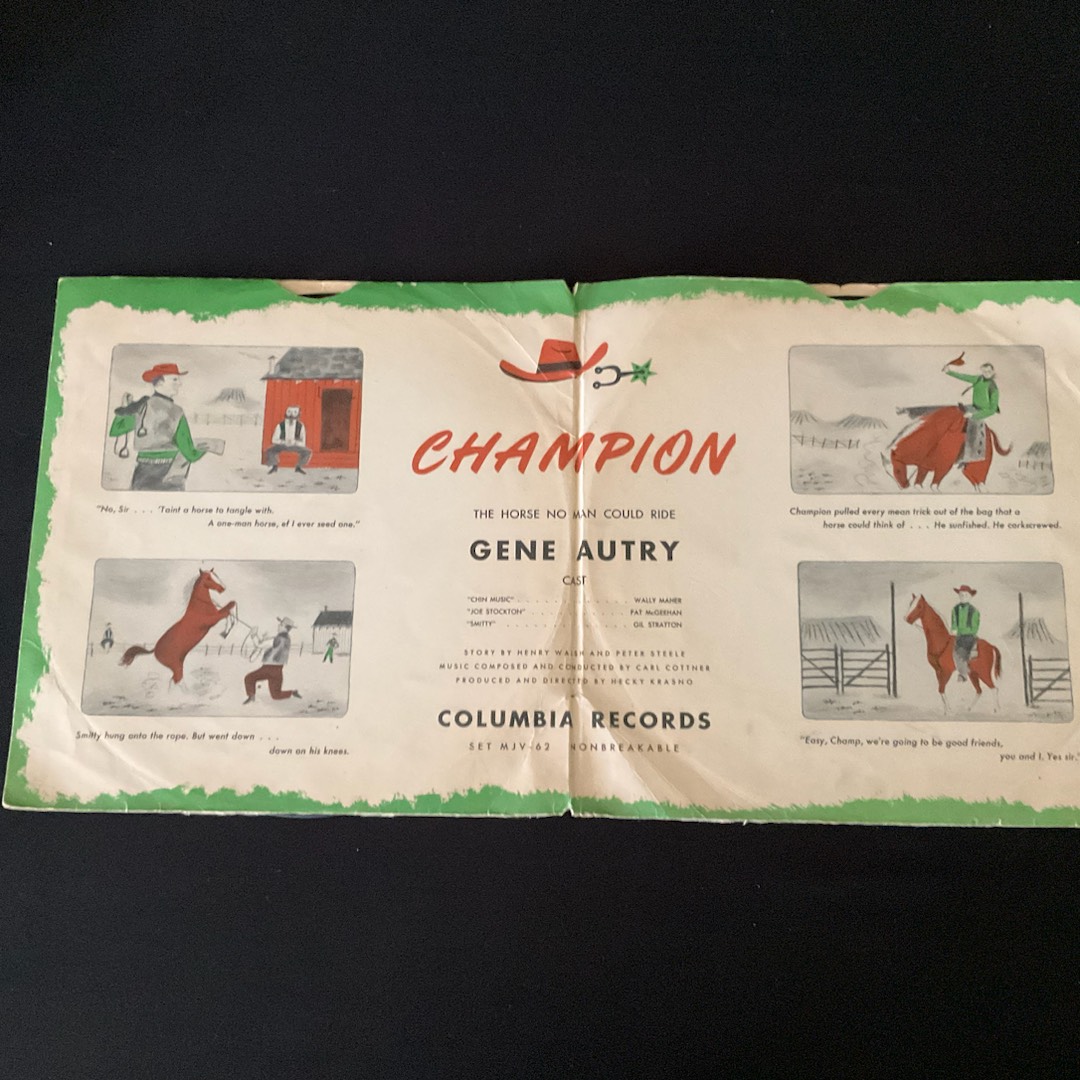 "No, Sir . . . 'Taint a horse to tangle with.
A one-man horse, ef I ever seed one."
Smitty hung onto the rope. But went down . . .
down on his knees.
CHAMPION
THE HORSE NO MAN COULD RIDE
GENE AUTRY
CAST
"CHIN MUSIC" . . . . . . . . . . . . . . WALLY MAHER
"JOE STOCKTON" . . . . . . . . . . . . PAT McGEEHAN
"SMITTY" . . . . . . . . . . . . . . . . GIL STRATTON
STORY BY HENRY WALSH AND PETER STEELE
MUSIC COMPOSED AND CONDUCTED BY CARL COTTNER
PRODUCED AND DIRECTED BY HECKY KRASNO
COLUMBIA RECORDS
SET MJV-62 NONBREAKABLE
Champion pulled every mean trick out of the bag that a
horse could think of . . . He sunfished. He corkscrewed.
"Easy, Champ, we're going to be good friends,
you and I. Yes sir."